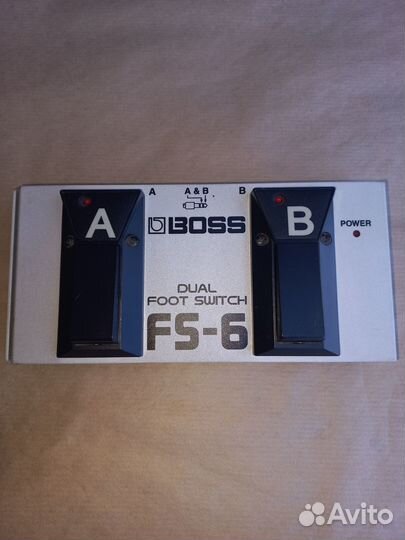 A A & B B
A B
BOSS
POWER
DUAL
FOOT SWITCH
FS-6
Avito